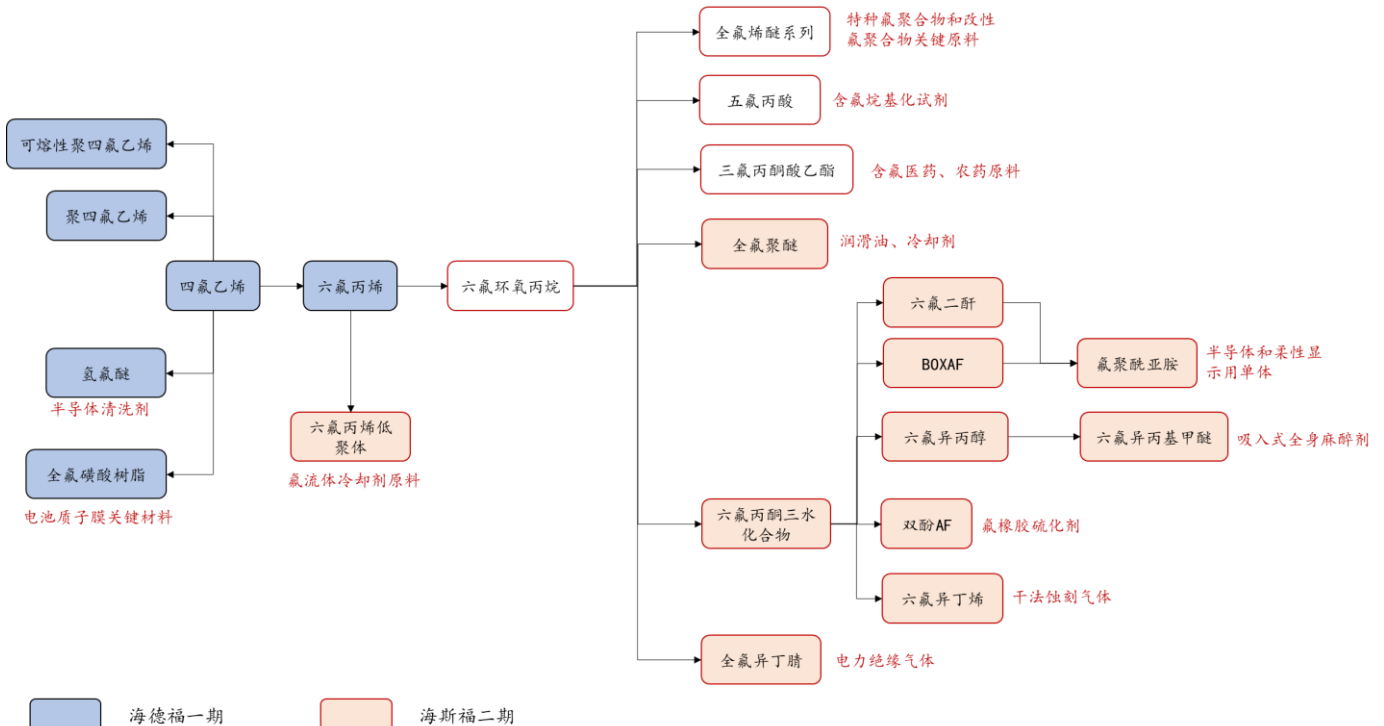 全氟烯醚系列
特种氟聚合物和改性
氟聚合物关键原料
五氟丙酸
含氟烷基化试剂
可熔性聚四氟乙烯
三氟丙酮酸乙酯
含氟医药、农药原料
聚四氟乙烯
全氟聚醚
润滑油、冷却剂
四氟乙烯
六氟丙烯
六氟环氧丙烷
六氟二酐
BOXAF
氟聚酰亚胺
半导体和柔性显
示用单体
氢氟醚
半导体清洗剂
六氟丙烯低
聚体
氟流体冷却剂原料
六氟异丙醇
六氟异丙基甲醚
吸入式全身麻醉剂
全氟磺酸树脂
电池质子膜关键材料
六氟丙酮三水
化合物
双酚AF
氟橡胶硫化剂
六氟异丁烯
干法蚀刻气体
全氟异丁腈
电力绝缘气体
海德福一期
海斯福二期